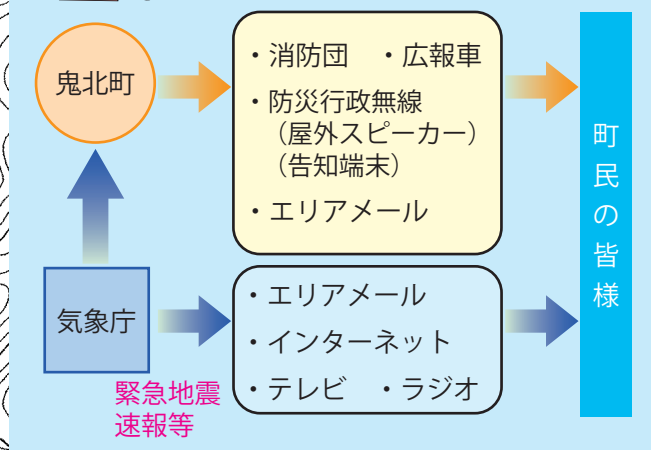 鬼北町
・消防団　・広報車
・防災行政無線
（屋外スピーカー）
（告知端末）
・エリアメール
気象庁
緊急地震
速報等
・エリアメール
・インターネット
・テレビ　・ラジオ
町民の皆様